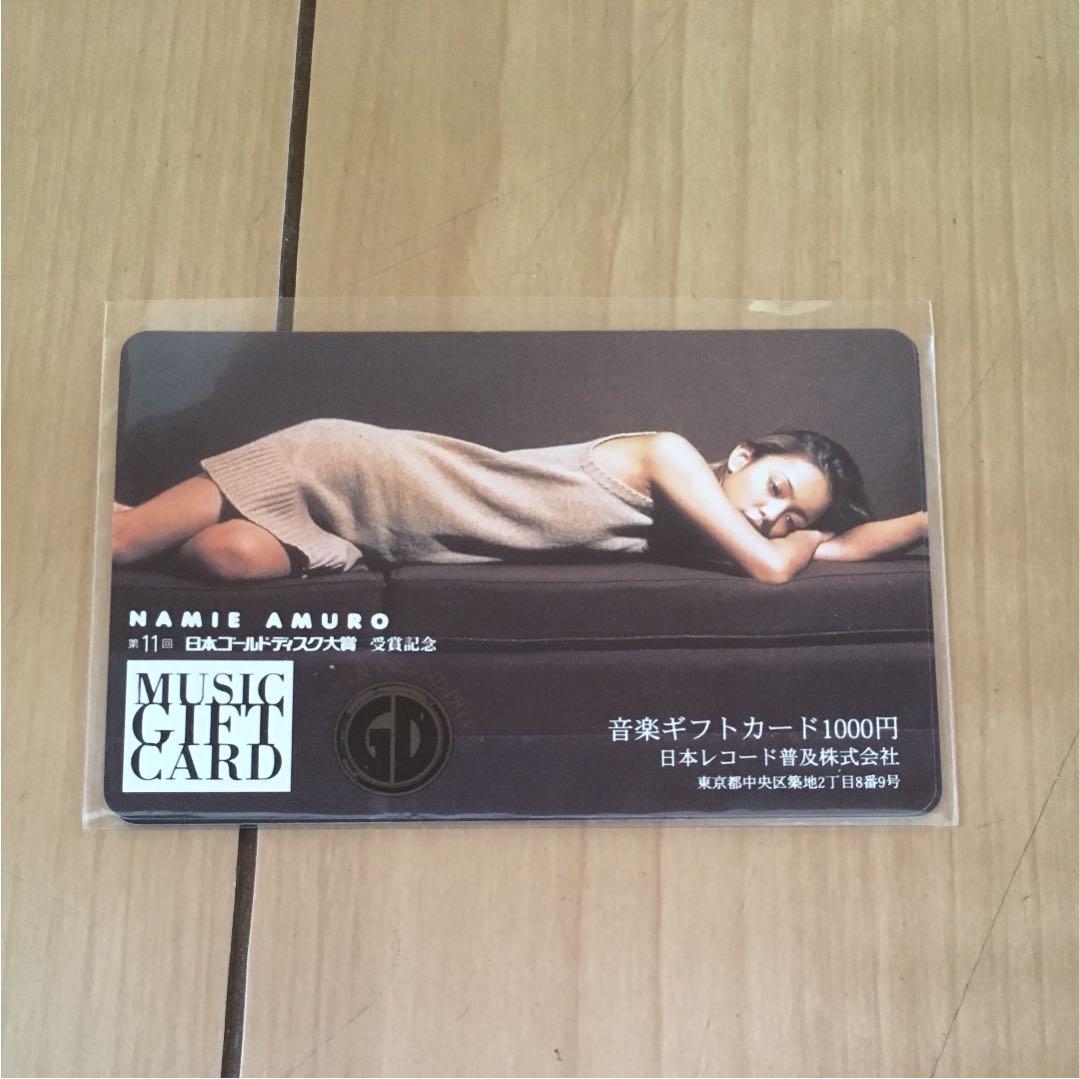 NAMIE AMURO
第11回 日本ゴールドディスク大賞 受賞記念
MUSIC
GIFT
CARD
GD
音楽ギフトカード1000円
日本レコード普及株式会社
東京都中央区築地2丁目8番9号